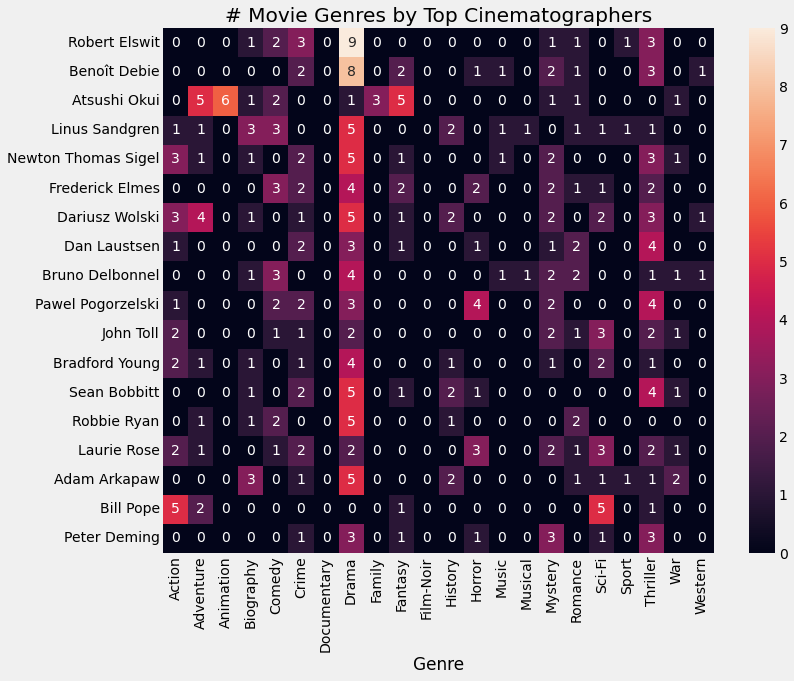 # Movie Genres by Top Cinematographers
Robert Elswit 0 0 0 1 2 3 0 9 0 0 0 0 0 0 0 1 1 0 1 3 0 0
Benoît Debie 0 0 0 0 0 2 0 8 0 2 0 0 1 1 0 2 1 0 0 3 0 1
Atsushi Okui 0 5 6 1 2 0 0 1 3 5 0 0 0 0 0 1 1 0 0 0 1 0
Linus Sandgren 1 1 0 3 3 0 0 5 0 0 0 2 0 1 1 0 1 1 1 1 0 0
Newton Thomas Sigel 3 1 0 1 0 2 0 5 0 1 0 0 0 1 0 2 0 0 0 3 1 0
Frederick Elmes 0 0 0 0 3 2 0 4 0 2 0 0 2 0 0 2 1 1 0 2 0 0
Dariusz Wolski 3 4 0 1 0 1 0 5 0 1 0 2 0 0 0 2 0 2 0 3 0 1
Dan Laustsen 1 0 0 0 0 2 0 3 0 1 0 0 1 0 0 1 2 0 0 4 0 0
Bruno Delbonnel 0 0 0 1 3 0 0 4 0 0 0 0 0 1 1 2 2 0 0 1 1 1
Pawel Pogorzelski 1 0 0 0 2 2 0 3 0 0 0 0 4 0 0 2 0 0 0 4 0 0
John Toll 2 0 0 0 1 1 0 2 0 0 0 0 0 0 0 2 1 3 0 2 1 0
Bradford Young 2 1 0 1 0 1 0 4 0 0 0 1 0 0 0 1 0 2 0 1 0 0
Sean Bobbitt 0 0 0 1 0 2 0 5 0 1 0 2 1 0 0 0 0 0 0 4 1 0
Robbie Ryan 0 1 0 1 2 0 0 5 0 0 0 1 0 0 0 0 2 0 0 0 0 0
Laurie Rose 2 1 0 0 1 2 0 2 0 0 0 0 3 0 0 2 1 3 0 2 1 0
Adam Arkapaw 0 0 0 3 0 1 0 5 0 0 0 2 0 0 0 0 1 1 1 1 2 0
Bill Pope 5 2 0 0 0 0 0 0 0 1 0 0 0 0 0 0 0 5 0 1 0 0
Peter Deming 0 0 0 0 0 1 0 3 0 1 0 0 1 0 0 3 0 1 0 3 0 0
Action Adventure Animation Biography Comedy Crime Documentary Drama Family Fantasy Film-Noir History Horror Music Musical Mystery Romance Sci-Fi Sport Thriller War Western
Genre
9
8
7
6
5
4
3
2
1
0